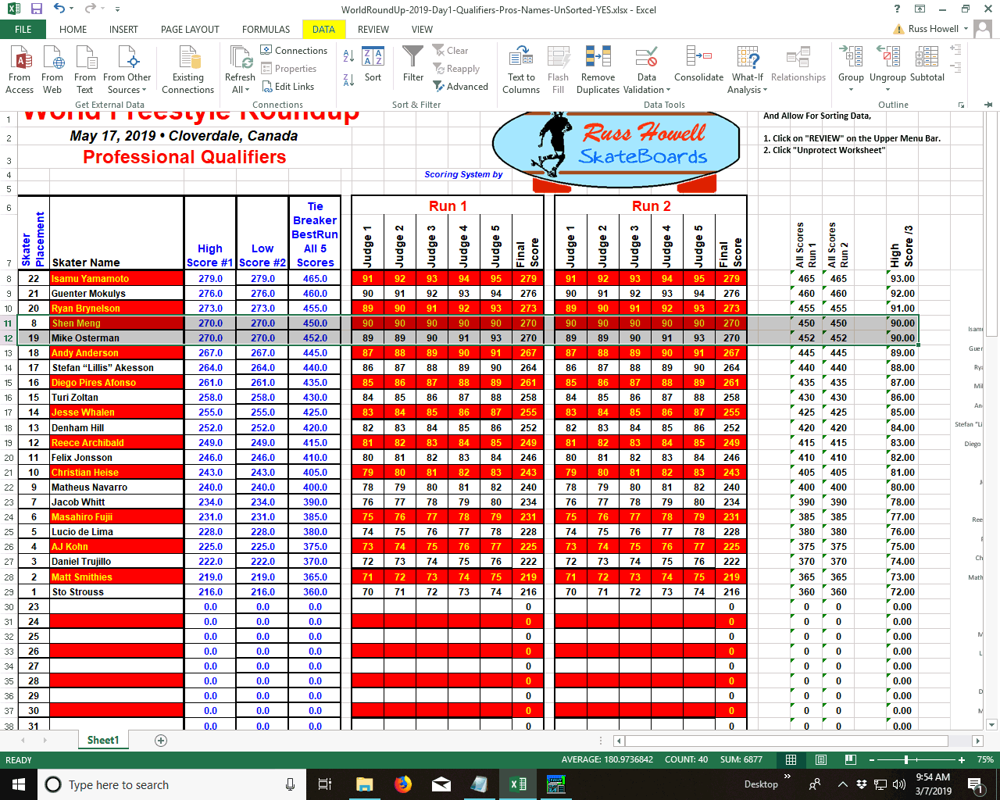 WorldRoundUp-2019-Day1-Qualifiers-Pros-Names-UnSorted-YES.xlsx - Excel
FILE HOME INSERT PAGE LAYOUT FORMULAS DATA REVIEW VIEW Russ Howell
From Access From Web From Text From Other Sources Existing Connections Refresh All Connections Properties Edit Links Sort Filter Clear Reapply Advanced Text to Columns Flash Fill Remove Duplicates Data Validation Consolidate What-If Analysis Relationships Group Ungroup Subtotal
Get External Data Connections Sort & Filter Data Tools Outline
1 World Freestyle Roundup And Allow For Sorting Data,
2 May 17, 2019 • Cloverdale, Canada Russ Howell 1. Click on "REVIEW" on the Upper Menu Bar.
3 Professional Qualifiers SkateBoards 2. Click "Unprotect Worksheet"
4 Scoring System by
5
6 Run 1 Run 2
7 Skater Placement Skater Name High Score #1 Low Score #2 Tie Breaker BestRun All 5 Scores Judge 1 Judge 2 Judge 3 Judge 4 Judge 5 Final Score Judge 1 Judge 2 Judge 3 Judge 4 Judge 5 Final Score All Scores Run 1 All Scores Run 2 High Score /3
8 22 Isamu Yamamoto 279.0 279.0 465.0 91 92 93 94 95 279 91 92 93 94 95 279 465 465 93.00
9 21 Guenter Mokulys 276.0 276.0 460.0 90 91 92 93 94 276 90 91 92 93 94 276 460 460 92.00
10 20 Ryan Brynelson 273.0 273.0 455.0 89 90 91 92 93 273 89 90 91 92 93 273 455 455 91.00
11 8 Shen Meng 270.0 270.0 450.0 90 90 90 90 90 270 90 90 90 90 90 270 450 450 90.00
12 19 Mike Osterman 270.0 270.0 452.0 89 89 90 91 93 270 89 89 90 91 93 270 452 452 90.00
13 18 Andy Anderson 267.0 267.0 445.0 87 88 89 90 91 267 87 88 89 90 91 267 445 445 89.00
14 17 Stefan “Lillis” Akesson 264.0 264.0 440.0 86 87 88 89 90 264 86 87 88 89 90 264 440 440 88.00
15 16 Diego Pires Afonso 261.0 261.0 435.0 85 86 87 88 89 261 85 86 87 88 89 261 435 435 87.00
16 15 Turi Zoltan 258.0 258.0 430.0 84 85 86 87 88 258 84 85 86 87 88 258 430 430 86.00
17 14 Jesse Whalen 255.0 255.0 425.0 83 84 85 86 87 255 83 84 85 86 87 255 425 425 85.00
18 13 Denham Hill 252.0 252.0 420.0 82 83 84 85 86 252 82 83 84 85 86 252 420 420 84.00
19 12 Reece Archibald 249.0 249.0 415.0 81 82 83 84 85 249 81 82 83 84 85 249 415 415 83.00
20 11 Felix Jonsson 246.0 246.0 410.0 80 81 82 83 84 246 80 81 82 83 84 246 410 410 82.00
21 10 Christian Heise 243.0 243.0 405.0 79 80 81 82 83 243 79 80 81 82 83 243 405 405 81.00
22 9 Matheus Navarro 240.0 240.0 400.0 78 79 80 81 82 240 78 79 80 81 82 240 400 400 80.00
23 7 Jacob Whitt 234.0 234.0 390.0 76 77 78 79 80 234 76 77 78 79 80 234 390 390 78.00
24 6 Masahiro Fujii 231.0 231.0 385.0 75 76 77 78 79 231 75 76 77 78 79 231 385 385 77.00
25 5 Lucio de Lima 228.0 228.0 380.0 74 75 76 77 78 228 74 75 76 77 78 228 380 380 76.00
26 4 AJ Kohn 225.0 225.0 375.0 73 74 75 76 77 225 73 74 75 76 77 225 375 375 75.00
27 3 Daniel Trujillo 222.0 222.0 370.0 72 73 74 75 76 222 72 73 74 75 76 222 370 370 74.00
28 2 Matt Smithies 219.0 219.0 365.0 71 72 73 74 75 219 71 72 73 74 75 219 365 365 73.00
29 1 Sto Strouss 216.0 216.0 360.0 70 71 72 73 74 216 70 71 72 73 74 216 360 360 72.00
30 23 0.0 0.0 0.0 0 0 0 0 0.00
31 24 0.0 0.0 0.0 0 0 0 0 0.00
32 25 0.0 0.0 0.0 0 0 0 0 0.00
33 26 0.0 0.0 0.0 0 0 0 0 0.00
34 27 0.0 0.0 0.0 0 0 0 0 0.00
35 28 0.0 0.0 0.0 0 0 0 0 0.00
36 29 0.0 0.0 0.0 0 0 0 0 0.00
37 30 0.0 0.0 0.0 0 0 0 0 0.00
38 31 0.0 0.0 0.0 0 0 0 0 0.00
Sheet1
READY AVERAGE: 180.9736842 COUNT: 40 SUM: 6877 75%
Type here to search Desktop 9:54 AM
3/7/2019